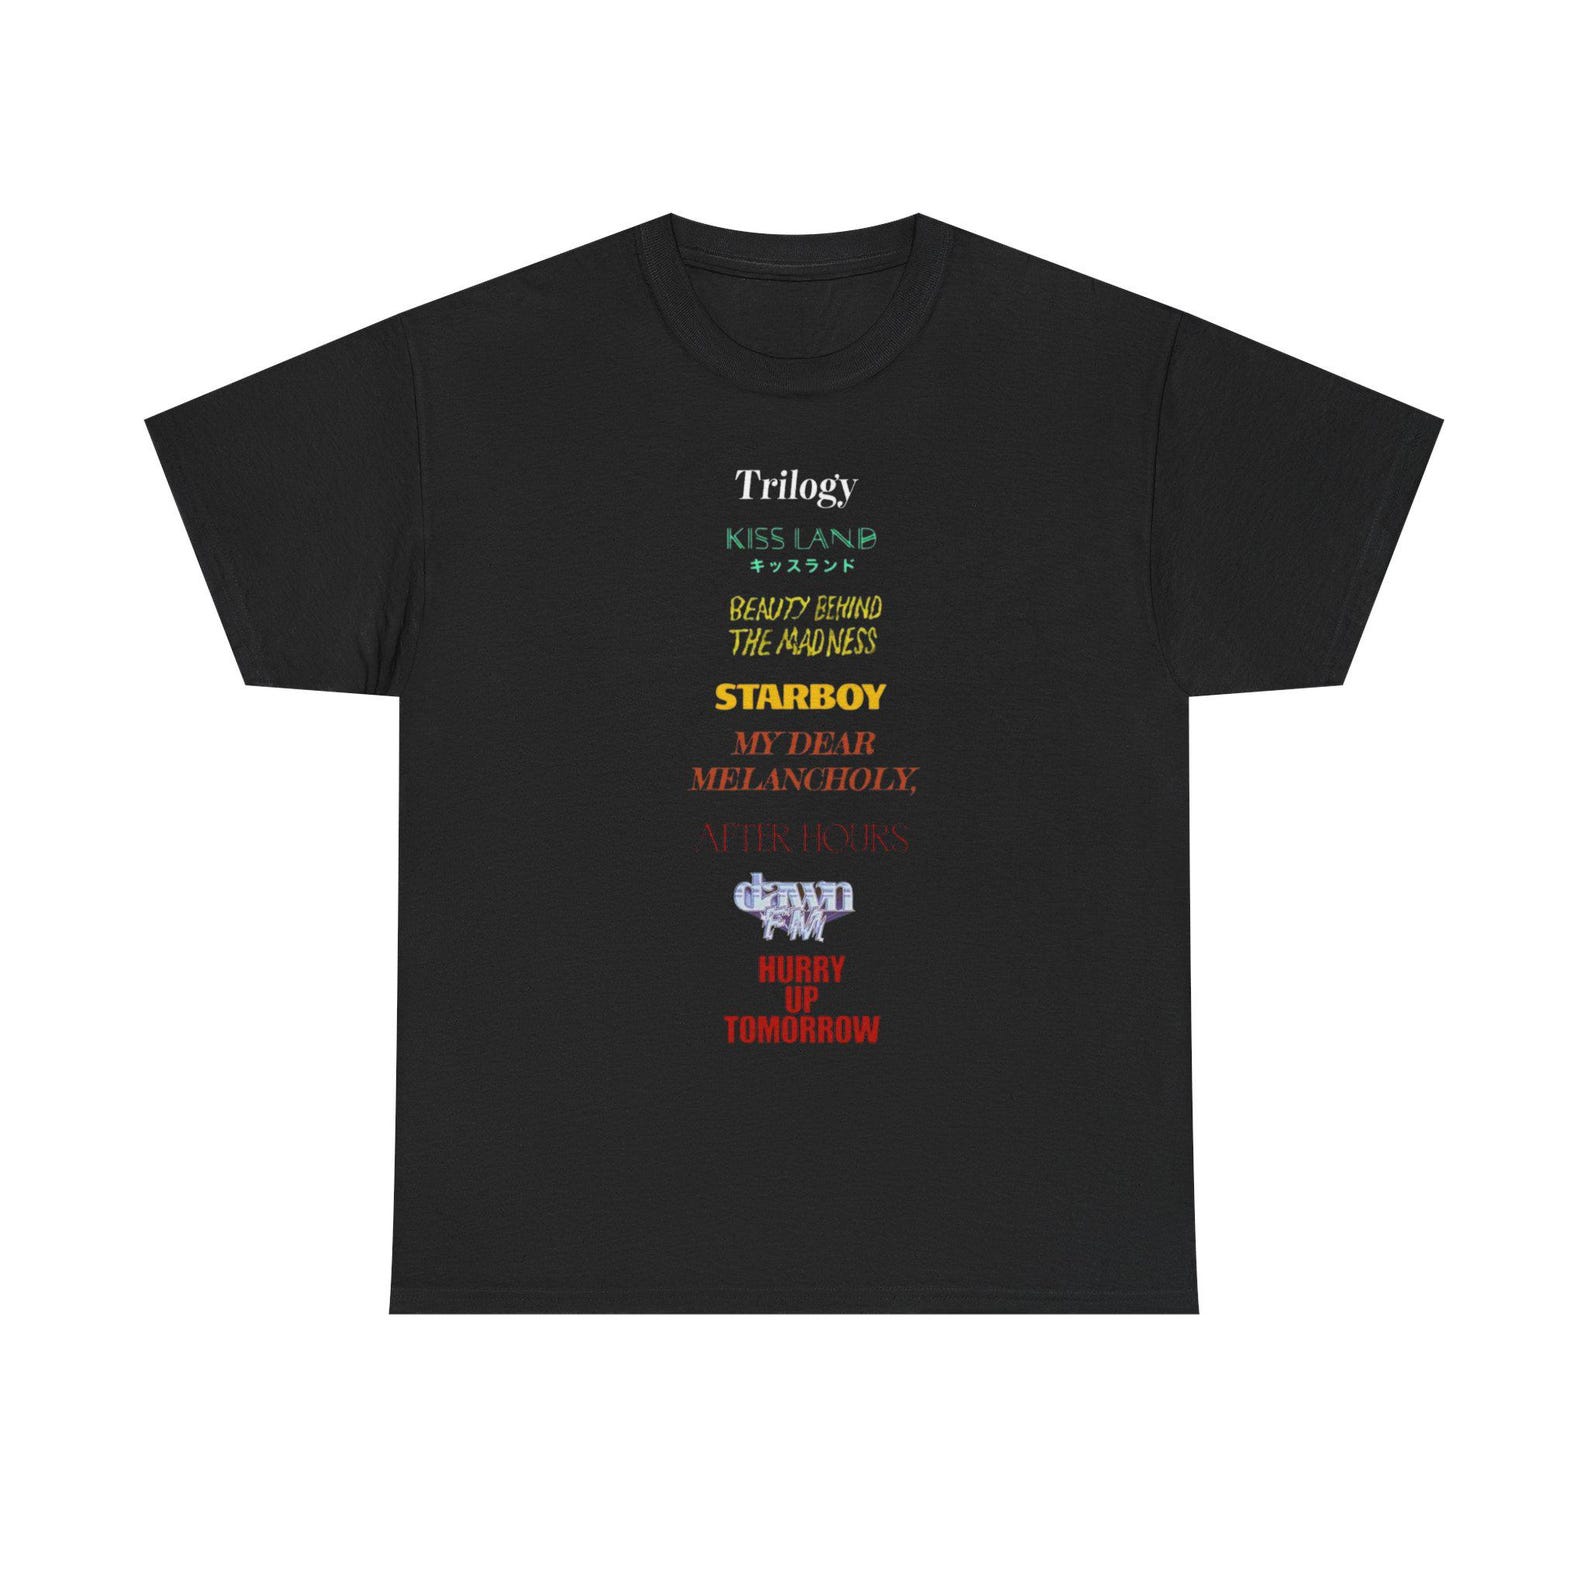 Trilogy
KISS LAND
キッスランド
BEAUTY BEHIND
THE MADNESS
STARBOY
MY DEAR
MELANCHOLY,
AFTER HOURS
dawn
FM
HURRY
UP
TOMORROW